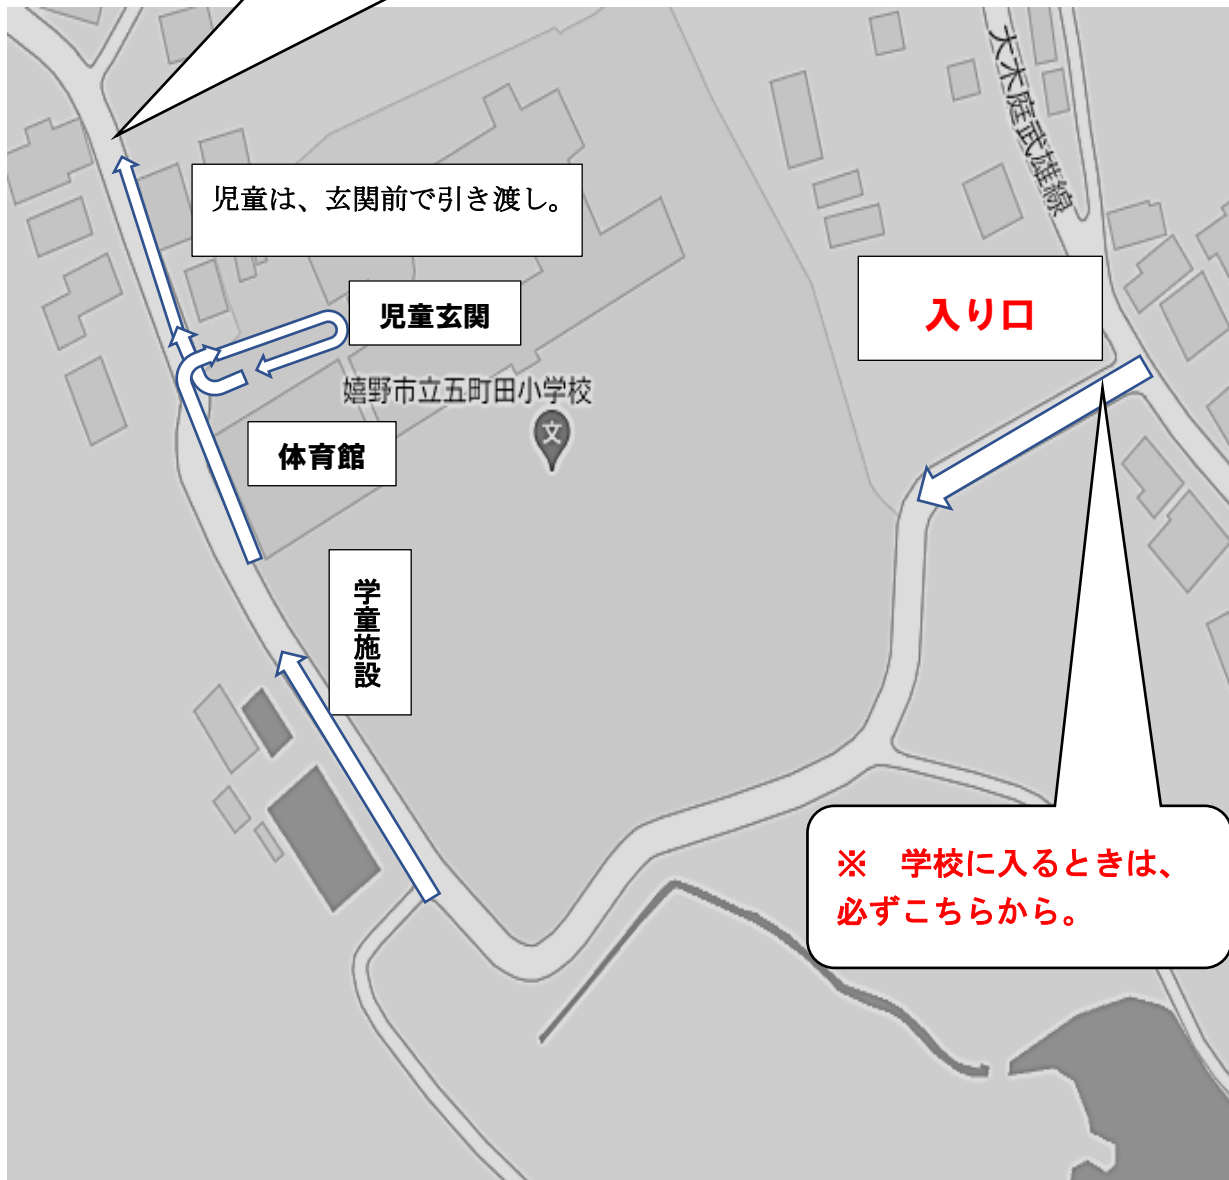 大木庭武雄線
児童は、玄関前で引き渡し。
入り口
児童玄関
嬉野市立五町田小学校
文
体育館
学童施設
※　学校に入るときは、
必ずこちらから。